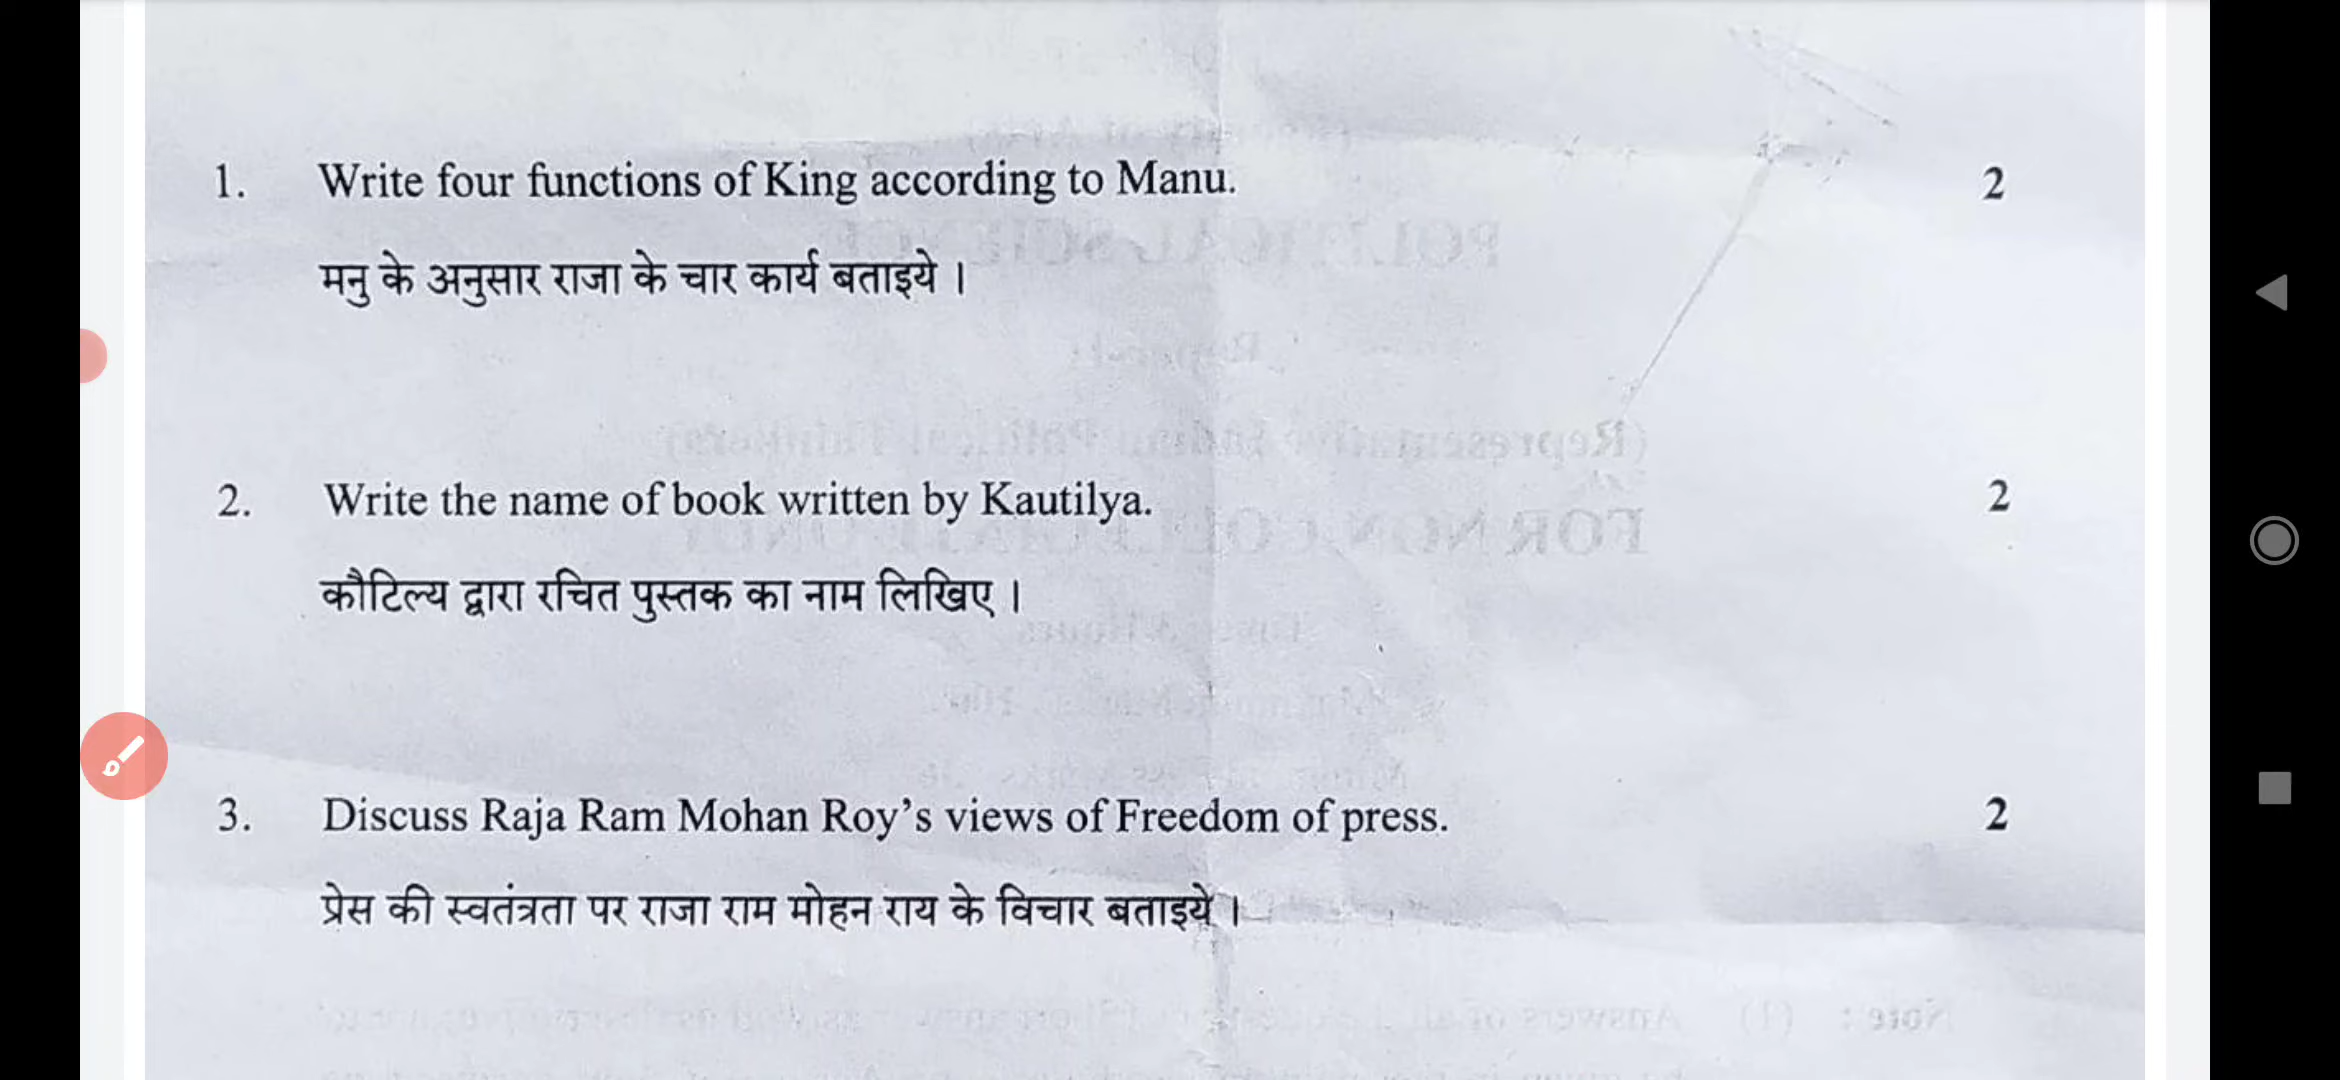 1. Write four functions of King according to Manu. 2
मनु के अनुसार राजा के चार कार्य बताइये ।
2. Write the name of book written by Kautilya. 2
कौटिल्य द्वारा रचित पुस्तक का नाम लिखिए ।
3. Discuss Raja Ram Mohan Roy's views of Freedom of press. 2
प्रेस की स्वतंत्रता पर राजा राम मोहन राय के विचार बताइये ।